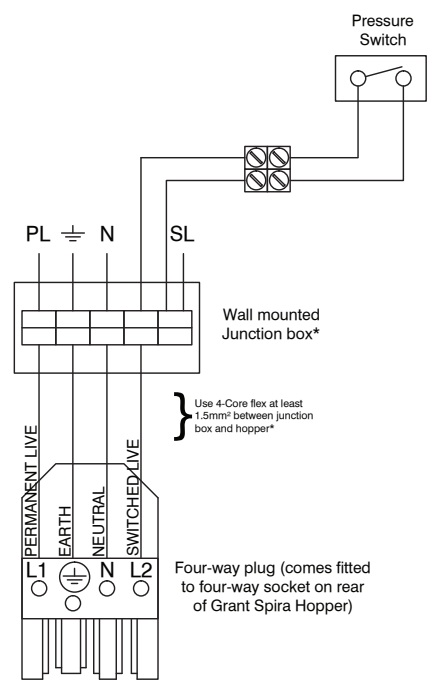 Pressure
Switch
PL
N
SL
Wall mounted
Junction box*
Use 4-Core flex at least
1.5mm² between junction
box and hopper*
PERMANENT LIVE
EARTH
NEUTRAL
SWITCHED LIVE
L1
N
L2
Four-way plug (comes fitted
to four-way socket on rear
of Grant Spira Hopper)